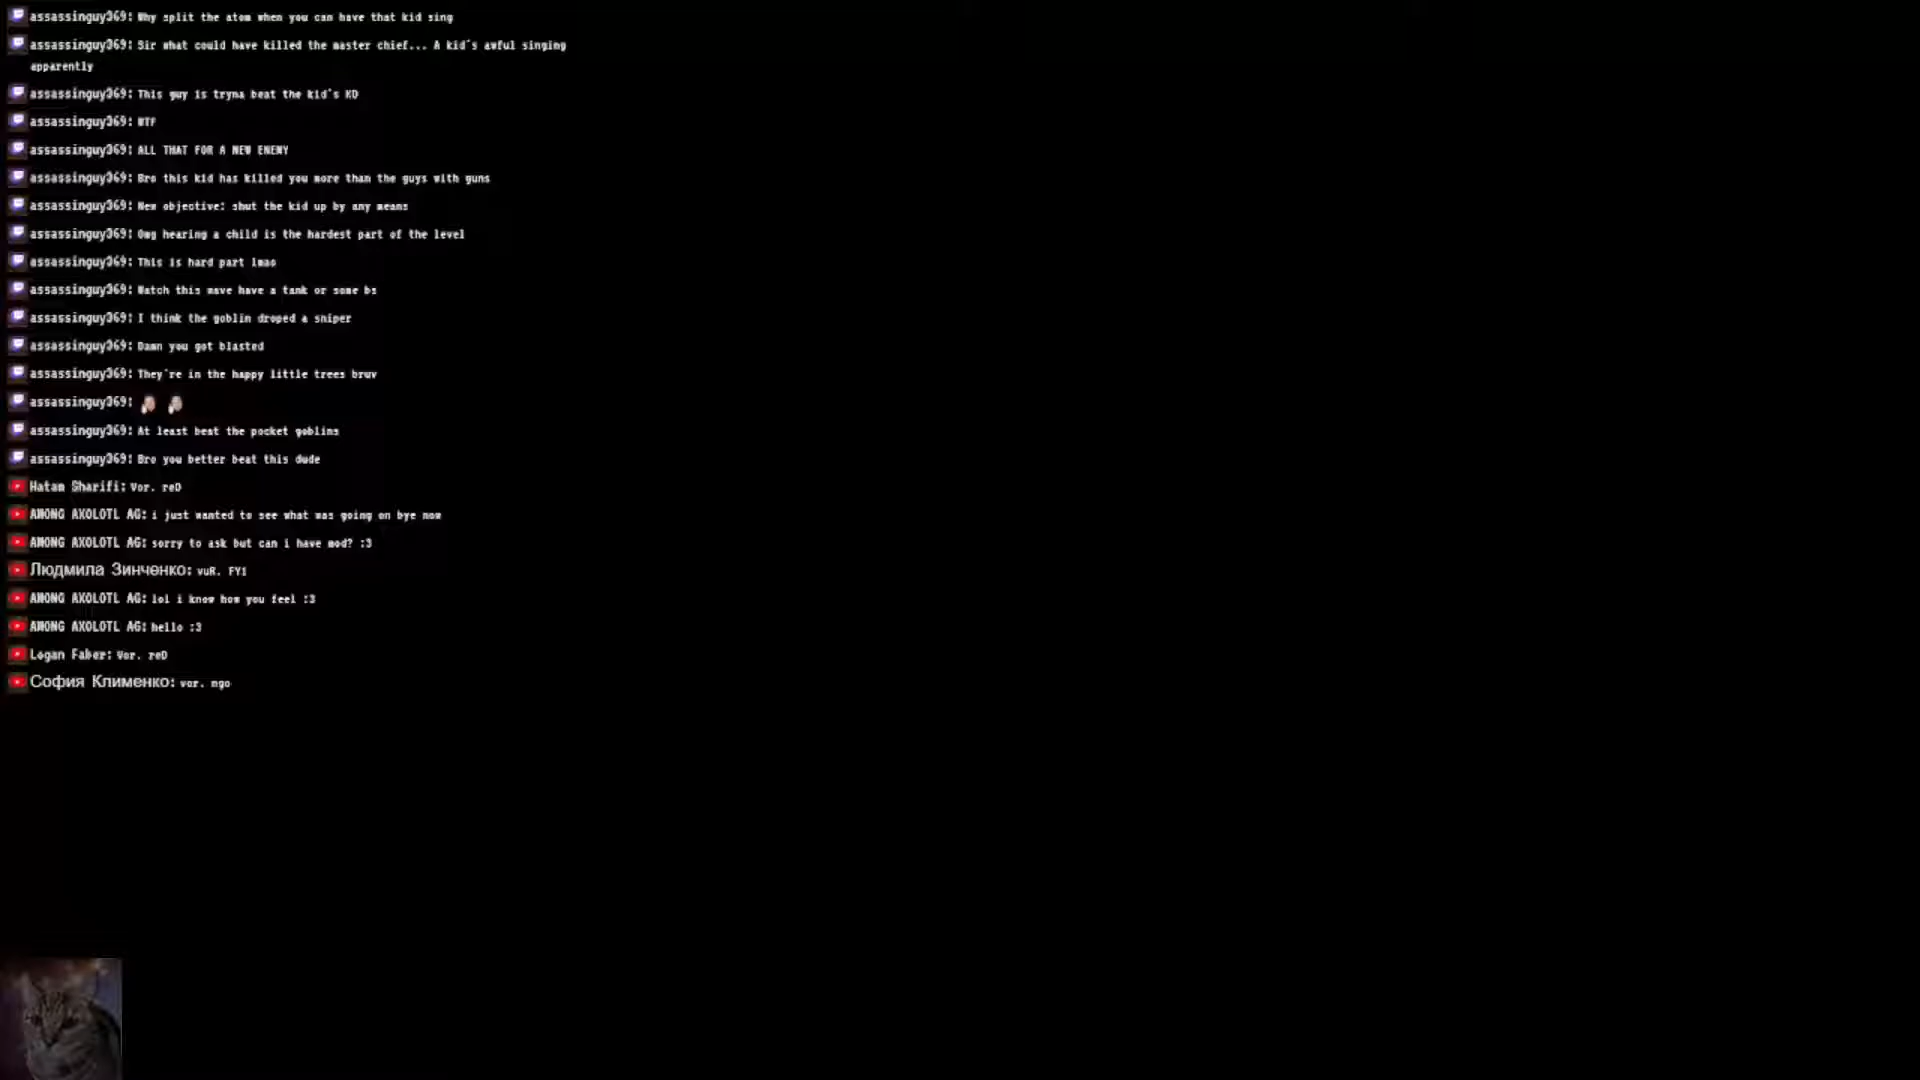 assassinguy369: Why split the atom when you can have that kid sing
assassinguy369: Sir what could have killed the master chief... A kid's awful singing
apparently
assassinguy369: This guy is tryna beat the kid's KD
assassinguy369: WTF
assassinguy369: ALL THAT FOR A NEW ENEMY
assassinguy369: Bro this kid has killed you more than the guys with guns
assassinguy369: New objective: shut the kid up by any means
assassinguy369: Omg hearing a child is the hardest part of the level
assassinguy369: This is hard part lmao
assassinguy369: Watch this wave have a tank or some bs
assassinguy369: I think the goblin droped a sniper
assassinguy369: Damn you got blasted
assassinguy369: They're in the happy little trees bruv
assassinguy369:
assassinguy369: At least beat the pocket goblins
assassinguy369: Bro you better beat this dude
Hatam Sharifi: Vor. reD
AMONG AXOLOTL AG: i just wanted to see what was going on bye now
AMONG AXOLOTL AG: sorry to ask but can i have mod? :3
Людмила Зинченко: vuR. FY1
AMONG AXOLOTL AG: lol i know how you feel :3
AMONG AXOLOTL AG: hello :3
Logan Faber: Vor. reD
София Клименко: vor. mgo